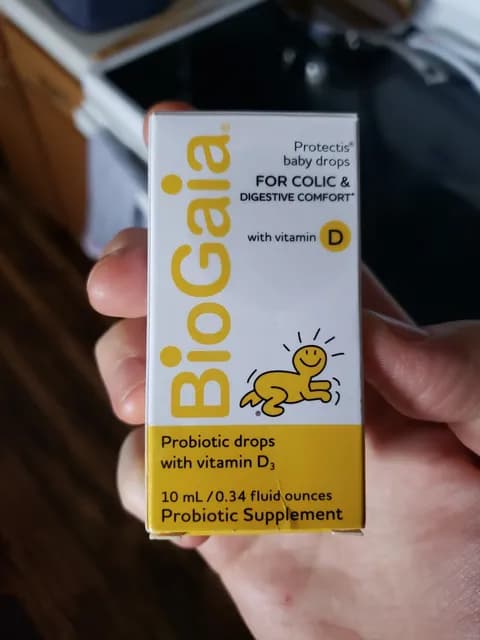 BioGaia®
Protectis®
baby drops
FOR COLIC &
DIGESTIVE COMFORT*
with vitamin D
Probiotic drops
with vitamin D₃
10 mL / 0.34 fluid ounces
Probiotic Supplement